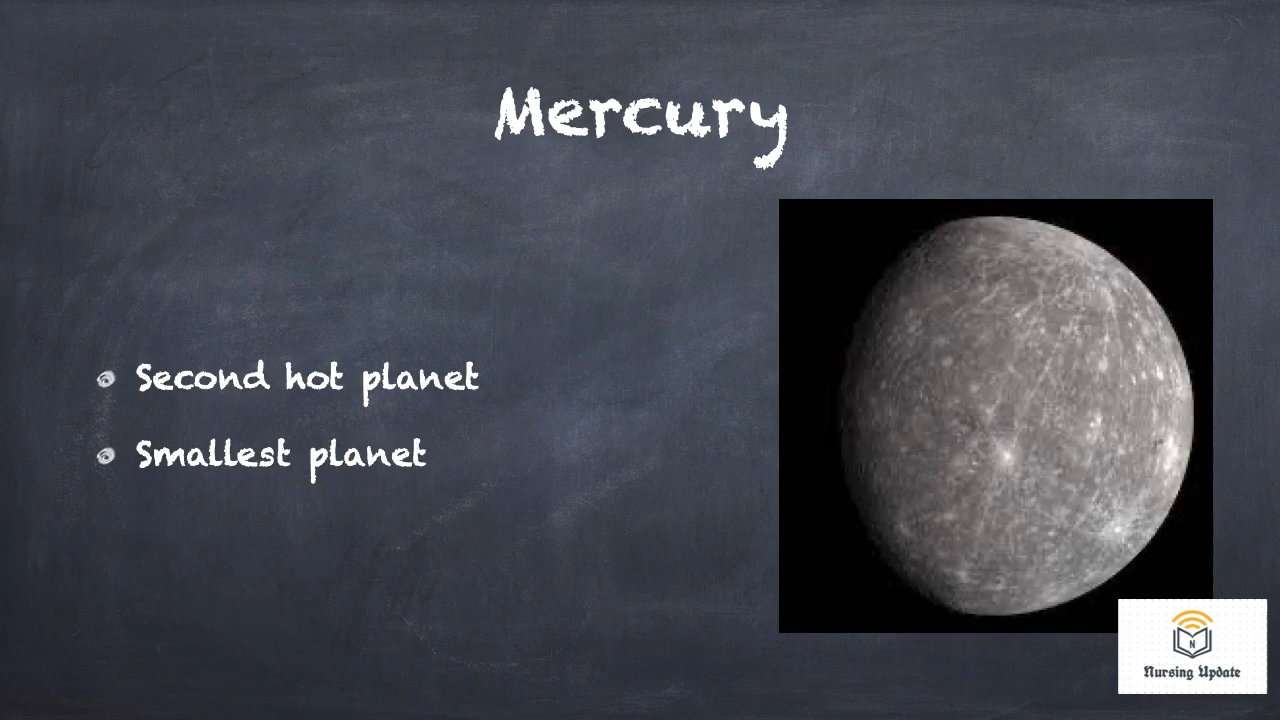 Mercury
Second hot planet
Smallest planet
N
Nursing Update